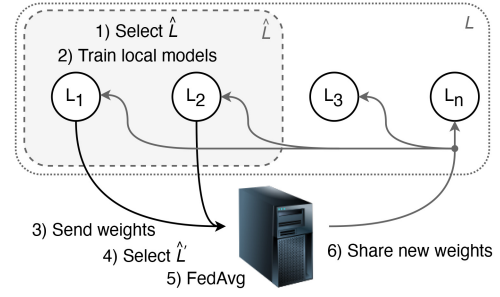 1) Select L̂
L̂
L
2) Train local models
L₁
L₂
L₃
Lₙ
3) Send weights
4) Select L̂′
5) FedAvg
6) Share new weights